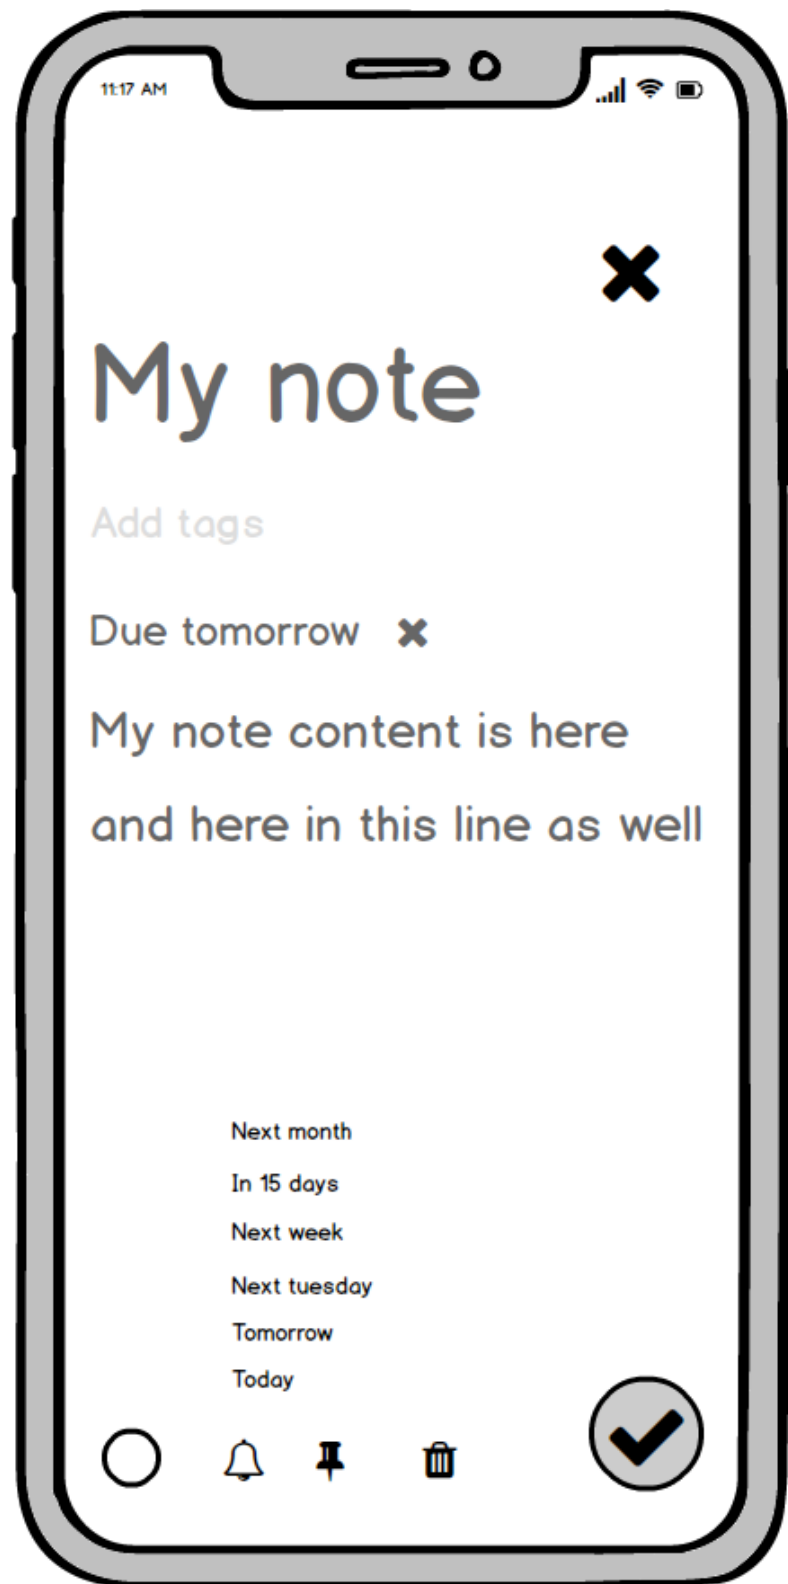 11:17 AM
My note
Add tags
Due tomorrow
My note content is here
and here in this line as well
Next month
In 15 days
Next week
Next tuesday
Tomorrow
Today